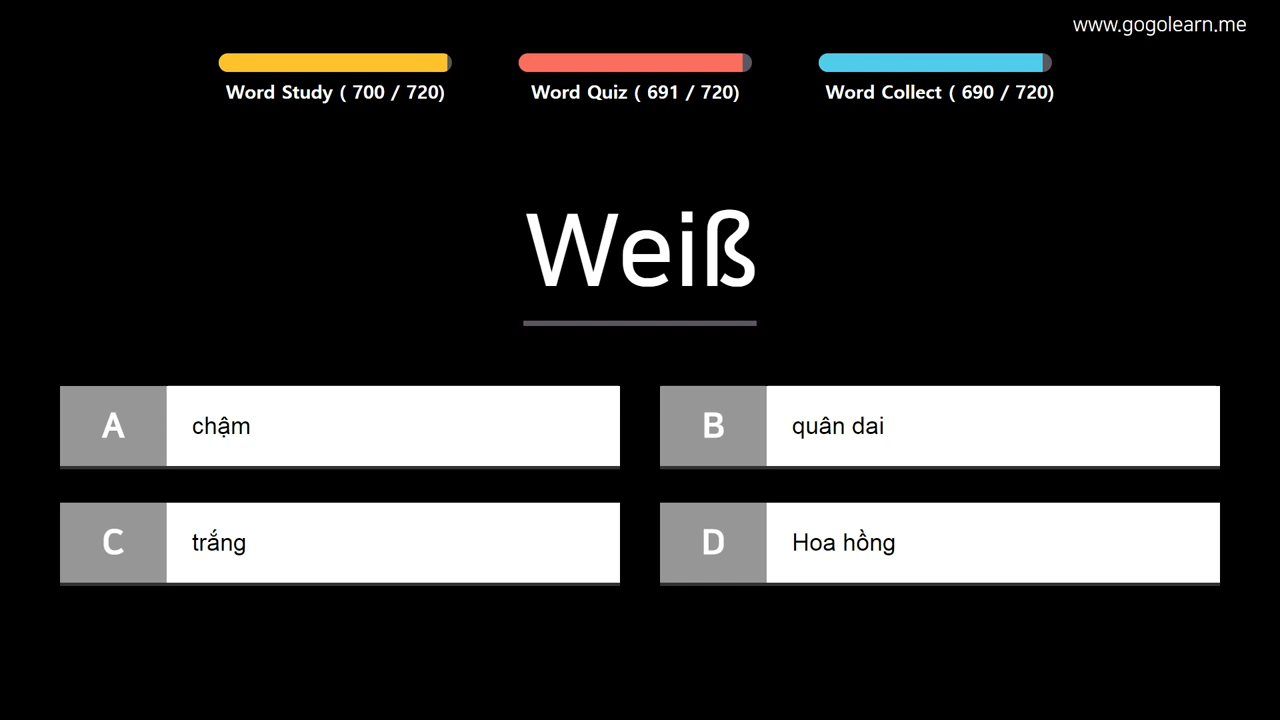 www.gogolearn.me
Word Study ( 700 / 720)
Word Quiz ( 691 / 720)
Word Collect ( 690 / 720)
Weiß
A
chậm
B
quân dai
C
trắng
D
Hoa hồng